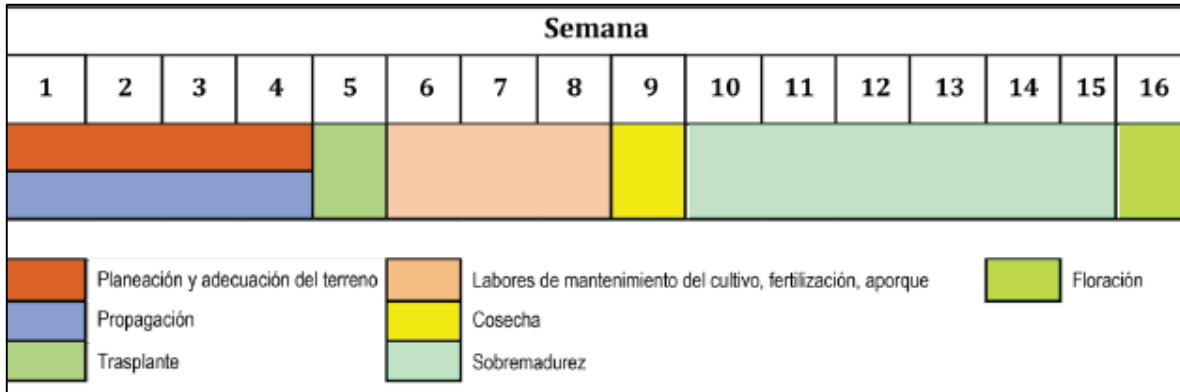 Semana
1 2 3 4 5 6 7 8 9 10 11 12 13 14 15 16
Planeación y adecuación del terreno
Labores de mantenimiento del cultivo, fertilización, aporque
Floración
Propagación
Cosecha
Trasplante
Sobremadurez